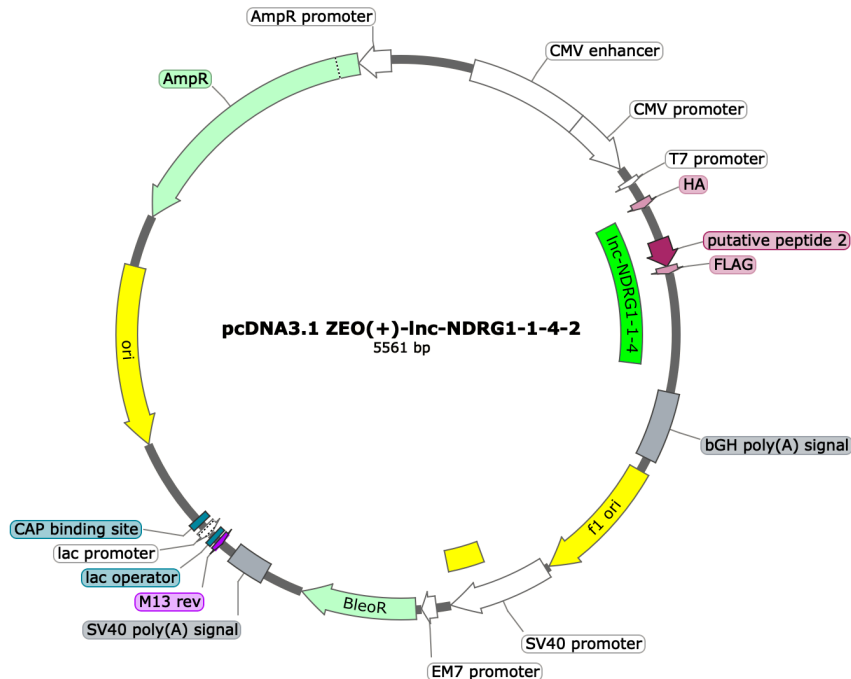 AmpR promoter
CMV enhancer
AmpR
CMV promoter
T7 promoter
HA
putative peptide 2
FLAG
lnc-NDRG1-1-4
pcDNA3.1 ZEO(+)-lnc-NDRG1-1-4-2
5561 bp
ori
bGH poly(A) signal
f1 ori
CAP binding site
lac promoter
lac operator
M13 rev
BleoR
SV40 poly(A) signal
SV40 promoter
EM7 promoter